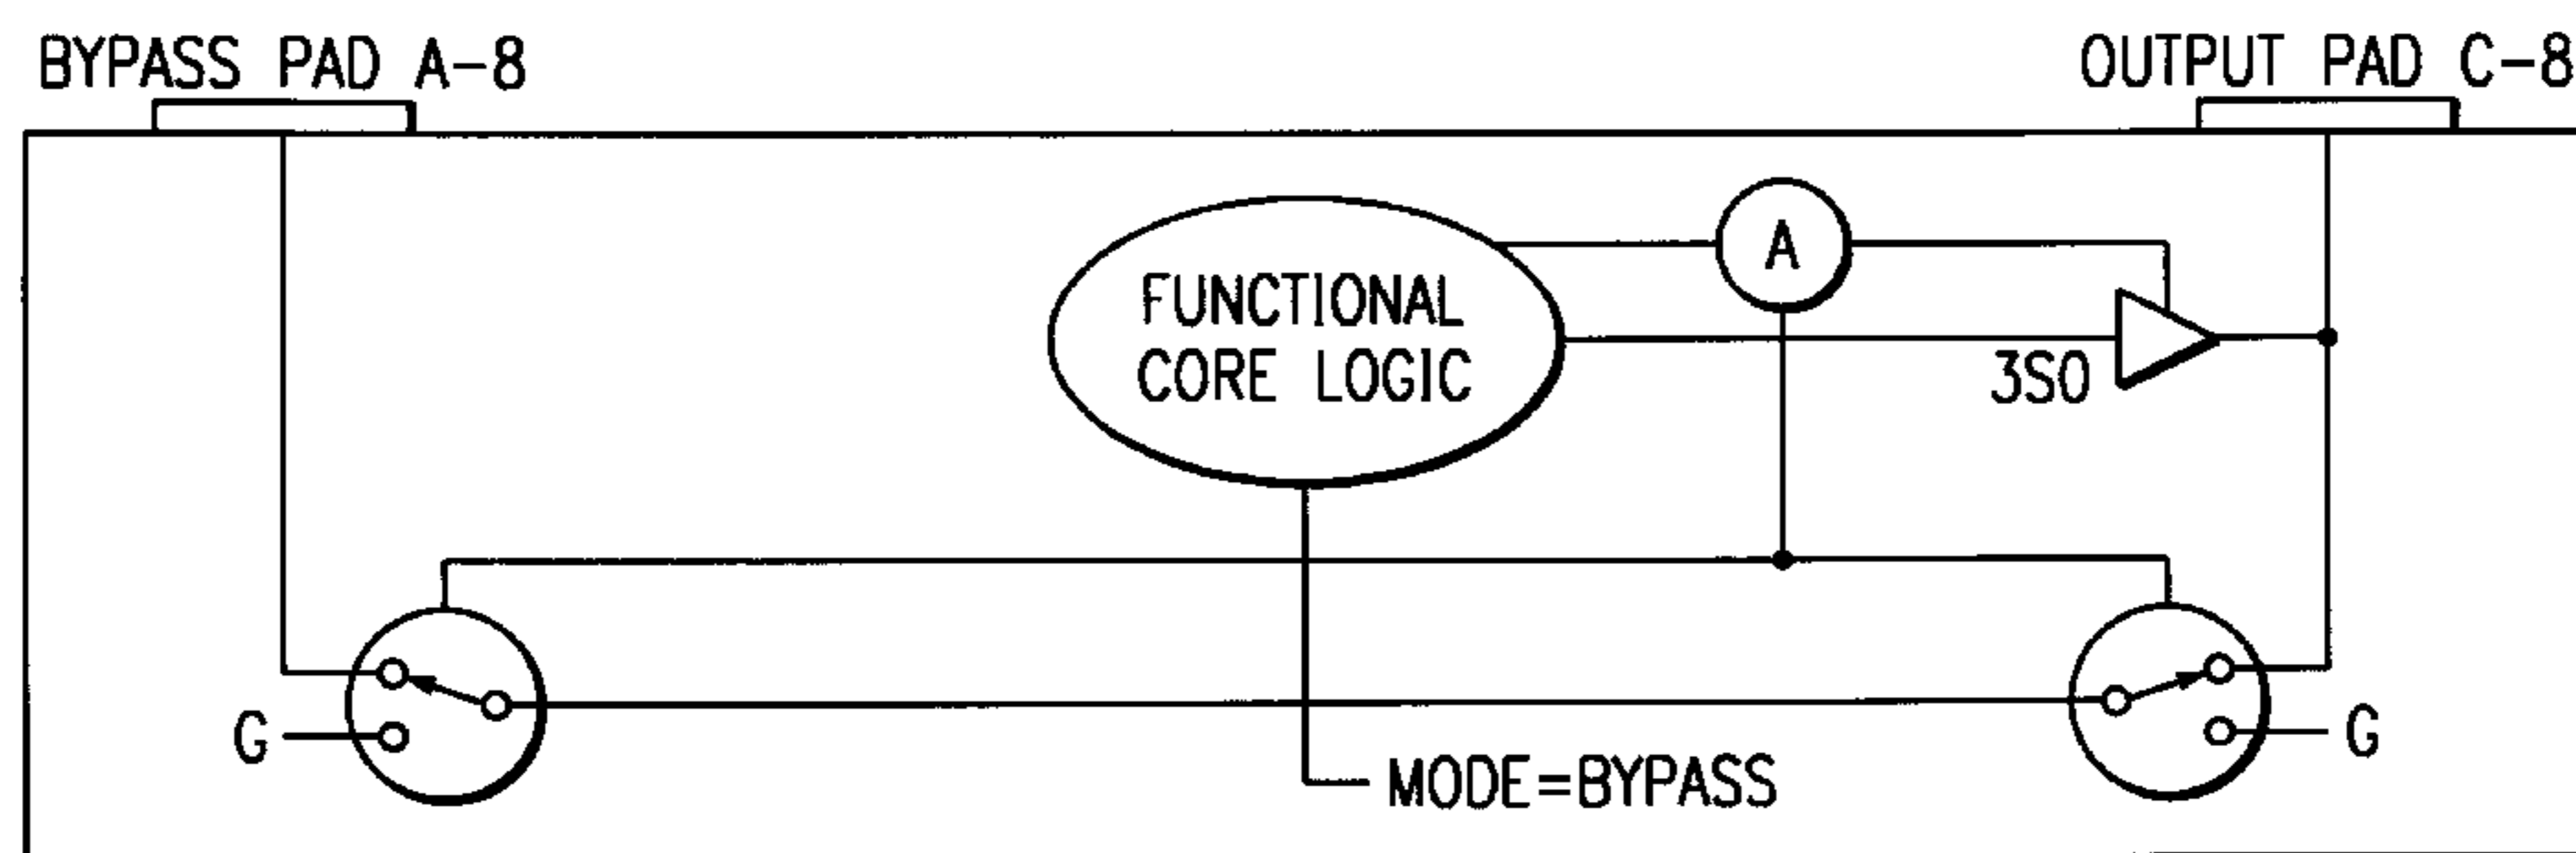 BYPASS PAD A-8
OUTPUT PAD C-8
A
FUNCTIONAL
CORE LOGIC
3SO
G
G
MODE=BYPASS